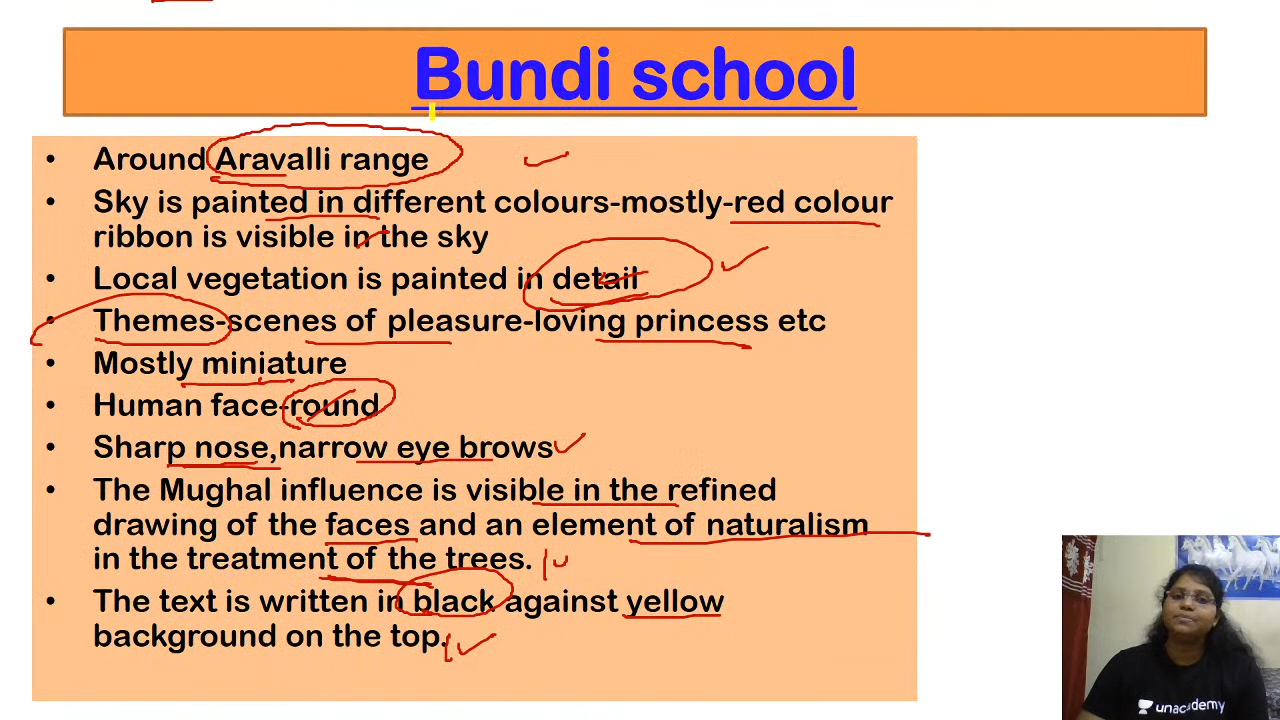 Bundi school
• Around Aravalli range
• Sky is painted in different colours-mostly-red colour
ribbon is visible in the sky
• Local vegetation is painted in detail
• Themes-scenes of pleasure-loving princess etc
• Mostly miniature
• Human face-round
• Sharp nose,narrow eye brows
• The Mughal influence is visible in the refined
drawing of the faces and an element of naturalism
in the treatment of the trees.
• The text is written in black against yellow
background on the top.
unacademy